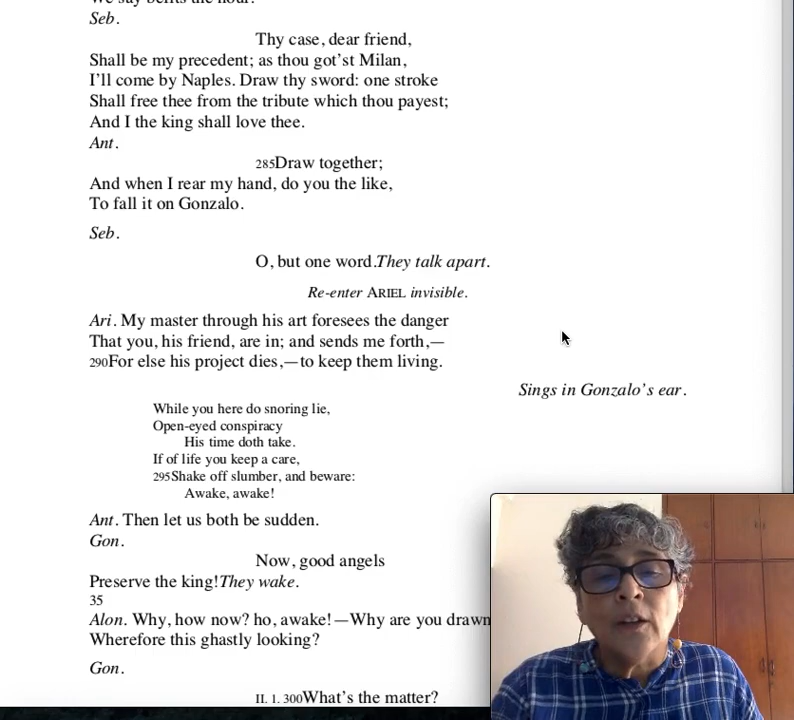 We say befits the hour.
Seb.
Thy case, dear friend,
Shall be my precedent; as thou got'st Milan,
I'll come by Naples. Draw thy sword: one stroke
Shall free thee from the tribute which thou payest;
And I the king shall love thee.
Ant.
285Draw together;
And when I rear my hand, do you the like,
To fall it on Gonzalo.
Seb.
O, but one word.They talk apart.
Re-enter ARIEL invisible.
Ari. My master through his art foresees the danger
That you, his friend, are in; and sends me forth,—
290For else his project dies,—to keep them living.
Sings in Gonzalo's ear.
While you here do snoring lie,
Open-eyed conspiracy
His time doth take.
If of life you keep a care,
295Shake off slumber, and beware:
Awake, awake!
Ant. Then let us both be sudden.
Gon.
Now, good angels
Preserve the king!They wake.
35
Alon. Why, how now? ho, awake!—Why are you drawn
Wherefore this ghastly looking?
Gon.
II. 1. 300What's the matter?